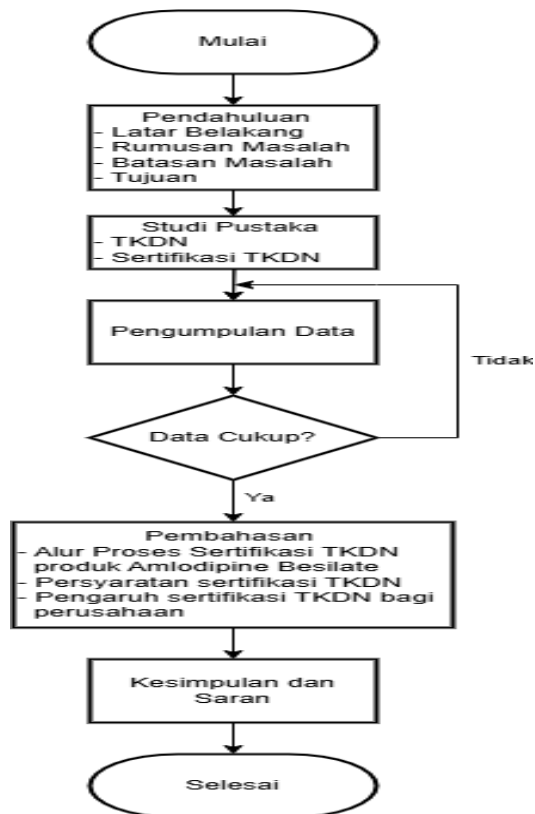 Mulai
Pendahuluan
- Latar Belakang
- Rumusan Masalah
- Batasan Masalah
- Tujuan
Studi Pustaka
- TKDN
- Sertifikasi TKDN
Pengumpulan Data
Tidak
Data Cukup?
Ya
Pembahasan
- Alur Proses Sertifikasi TKDN
produk Amlodipine Besilate
- Persyaratan sertifikasi TKDN
- Pengaruh sertifikasi TKDN bagi
perusahaan
Kesimpulan dan
Saran
Selesai